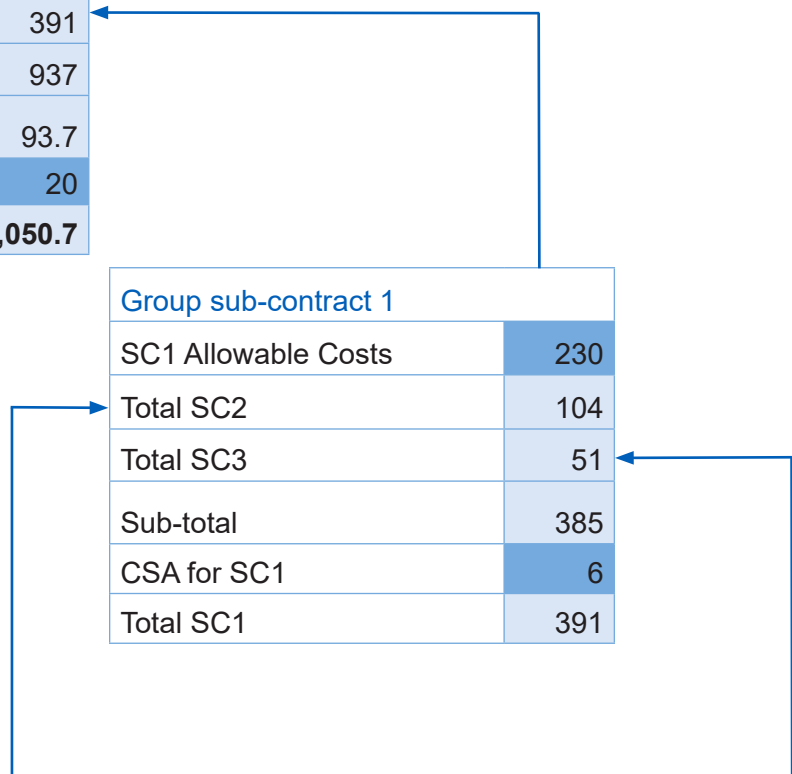 391
937
93.7
20
,050.7
Group sub-contract 1
SC1 Allowable Costs 230
Total SC2 104
Total SC3 51
Sub-total 385
CSA for SC1 6
Total SC1 391